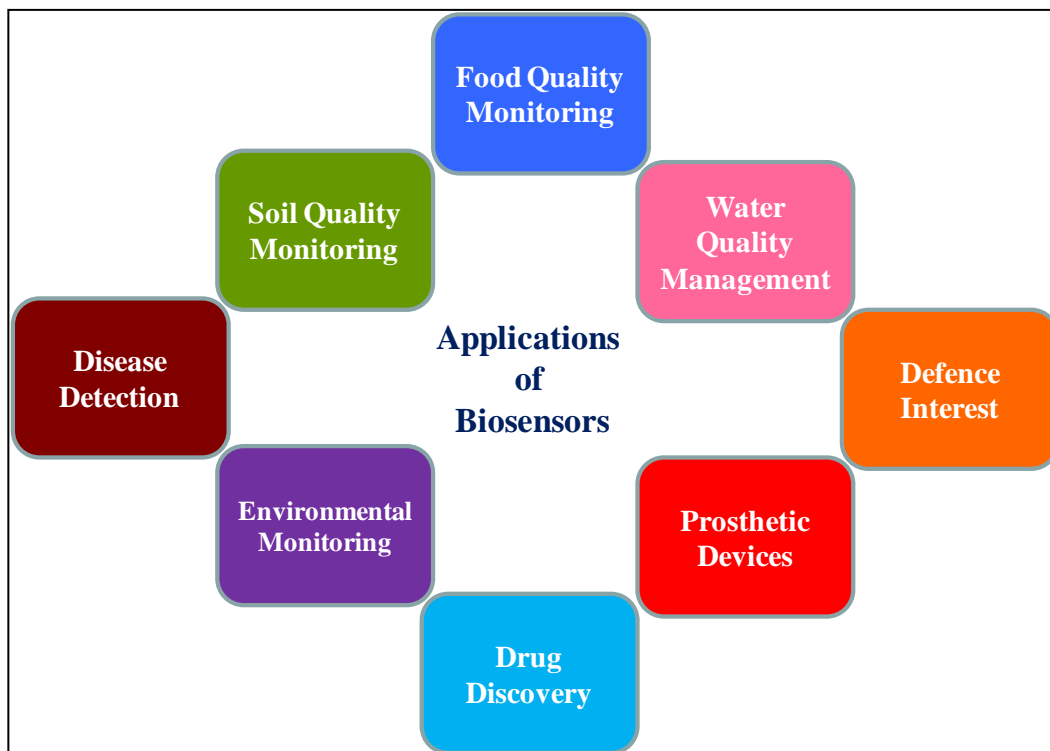 Food Quality
Monitoring
Soil Quality
Monitoring
Water
Quality
Management
Disease
Detection
Applications
of
Biosensors
Defence
Interest
Environmental
Monitoring
Prosthetic
Devices
Drug
Discovery